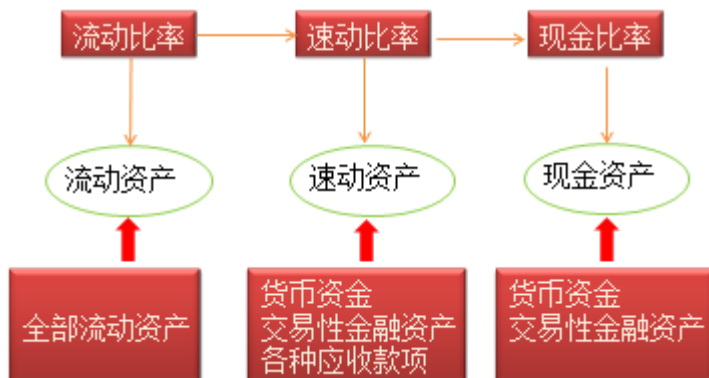 流动比率
速动比率
现金比率
流动资产
速动资产
现金资产
全部流动资产
货币资金
交易性金融资产
各种应收款项
货币资金
交易性金融资产